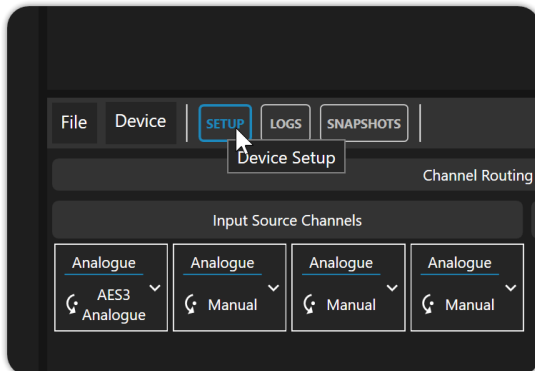 File Device SETUP LOGS SNAPSHOTS
Device Setup
Channel Routing
Input Source Channels
Analogue Analogue Analogue Analogue
AES3
Analogue Manual Manual Manual